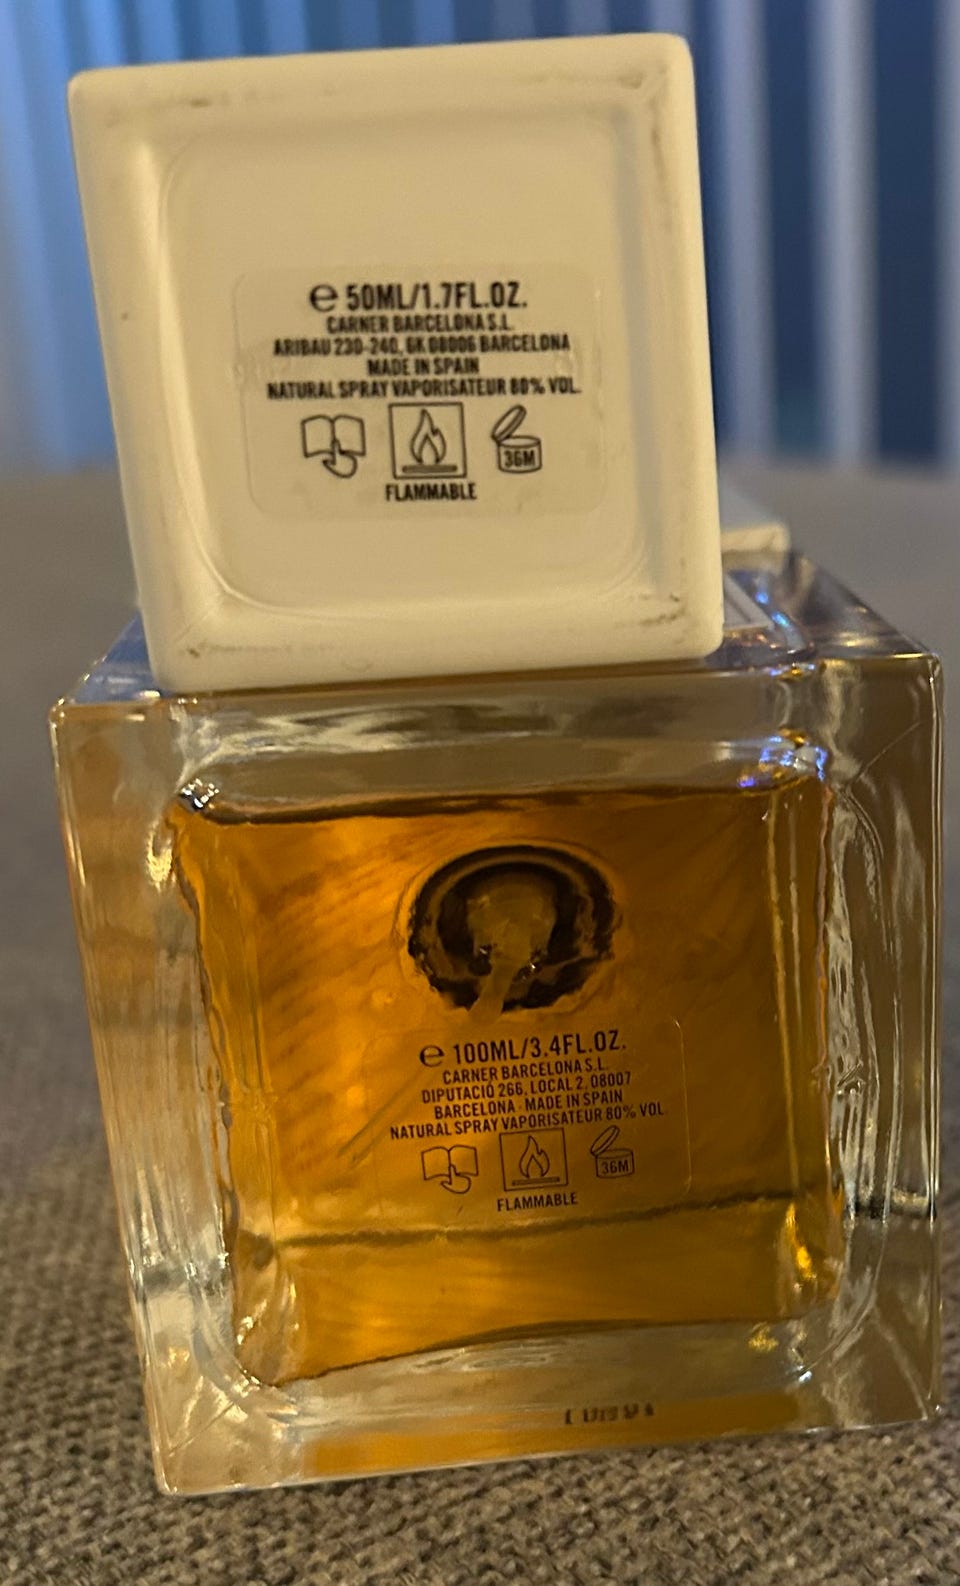 ℮ 50ML/1.7FL.OZ.
CARNER BARCELONA S.L.
ARIBAU 230-240, 6K 08006 BARCELONA
MADE IN SPAIN
NATURAL SPRAY VAPORISATEUR 80% VOL.
36M
FLAMMABLE
℮ 100ML/3.4FL.OZ.
CARNER BARCELONA S.L.
DIPUTACIÓ 266, LOCAL 2, 08007
BARCELONA · MADE IN SPAIN
NATURAL SPRAY VAPORISATEUR 80% VOL.
36M
FLAMMABLE